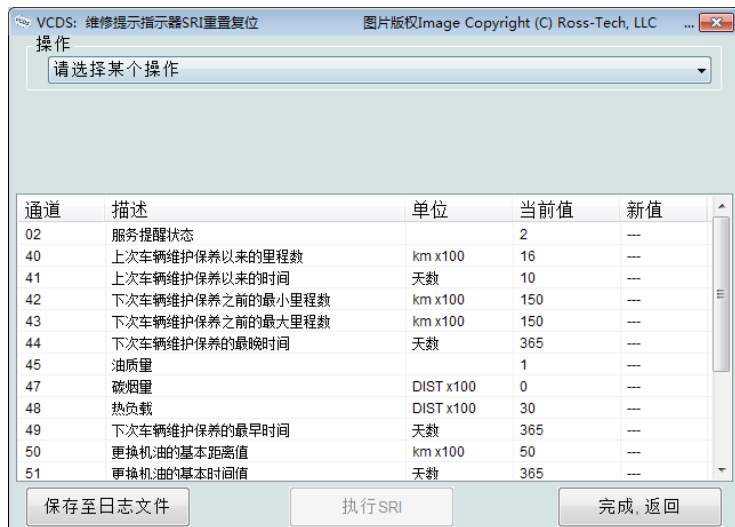 VCDS: 维修提示指示器SRI重置复位 图片版权Image Copyright (C) Ross-Tech, LLC ...
操作
请选择某个操作
通道 描述 单位 当前值 新值
02 服务提醒状态 2 ---
40 上次车辆维护保养以来的里程数 km x100 16 ---
41 上次车辆维护保养以来的时间 天数 10 ---
42 下次车辆维护保养之前的最小里程数 km x100 150 ---
43 下次车辆维护保养之前的最大里程数 km x100 150 ---
44 下次车辆维护保养的最晚时间 天数 365 ---
45 油质量 1 ---
47 碳烟量 DIST x100 0 ---
48 热负载 DIST x100 30 ---
49 下次车辆维护保养的最早时间 天数 365 ---
50 更换机油的基本距离值 km x100 50 ---
51 更换机油的基本时间值 天数 365 ---
保存至日志文件 执行SRI 完成, 返回